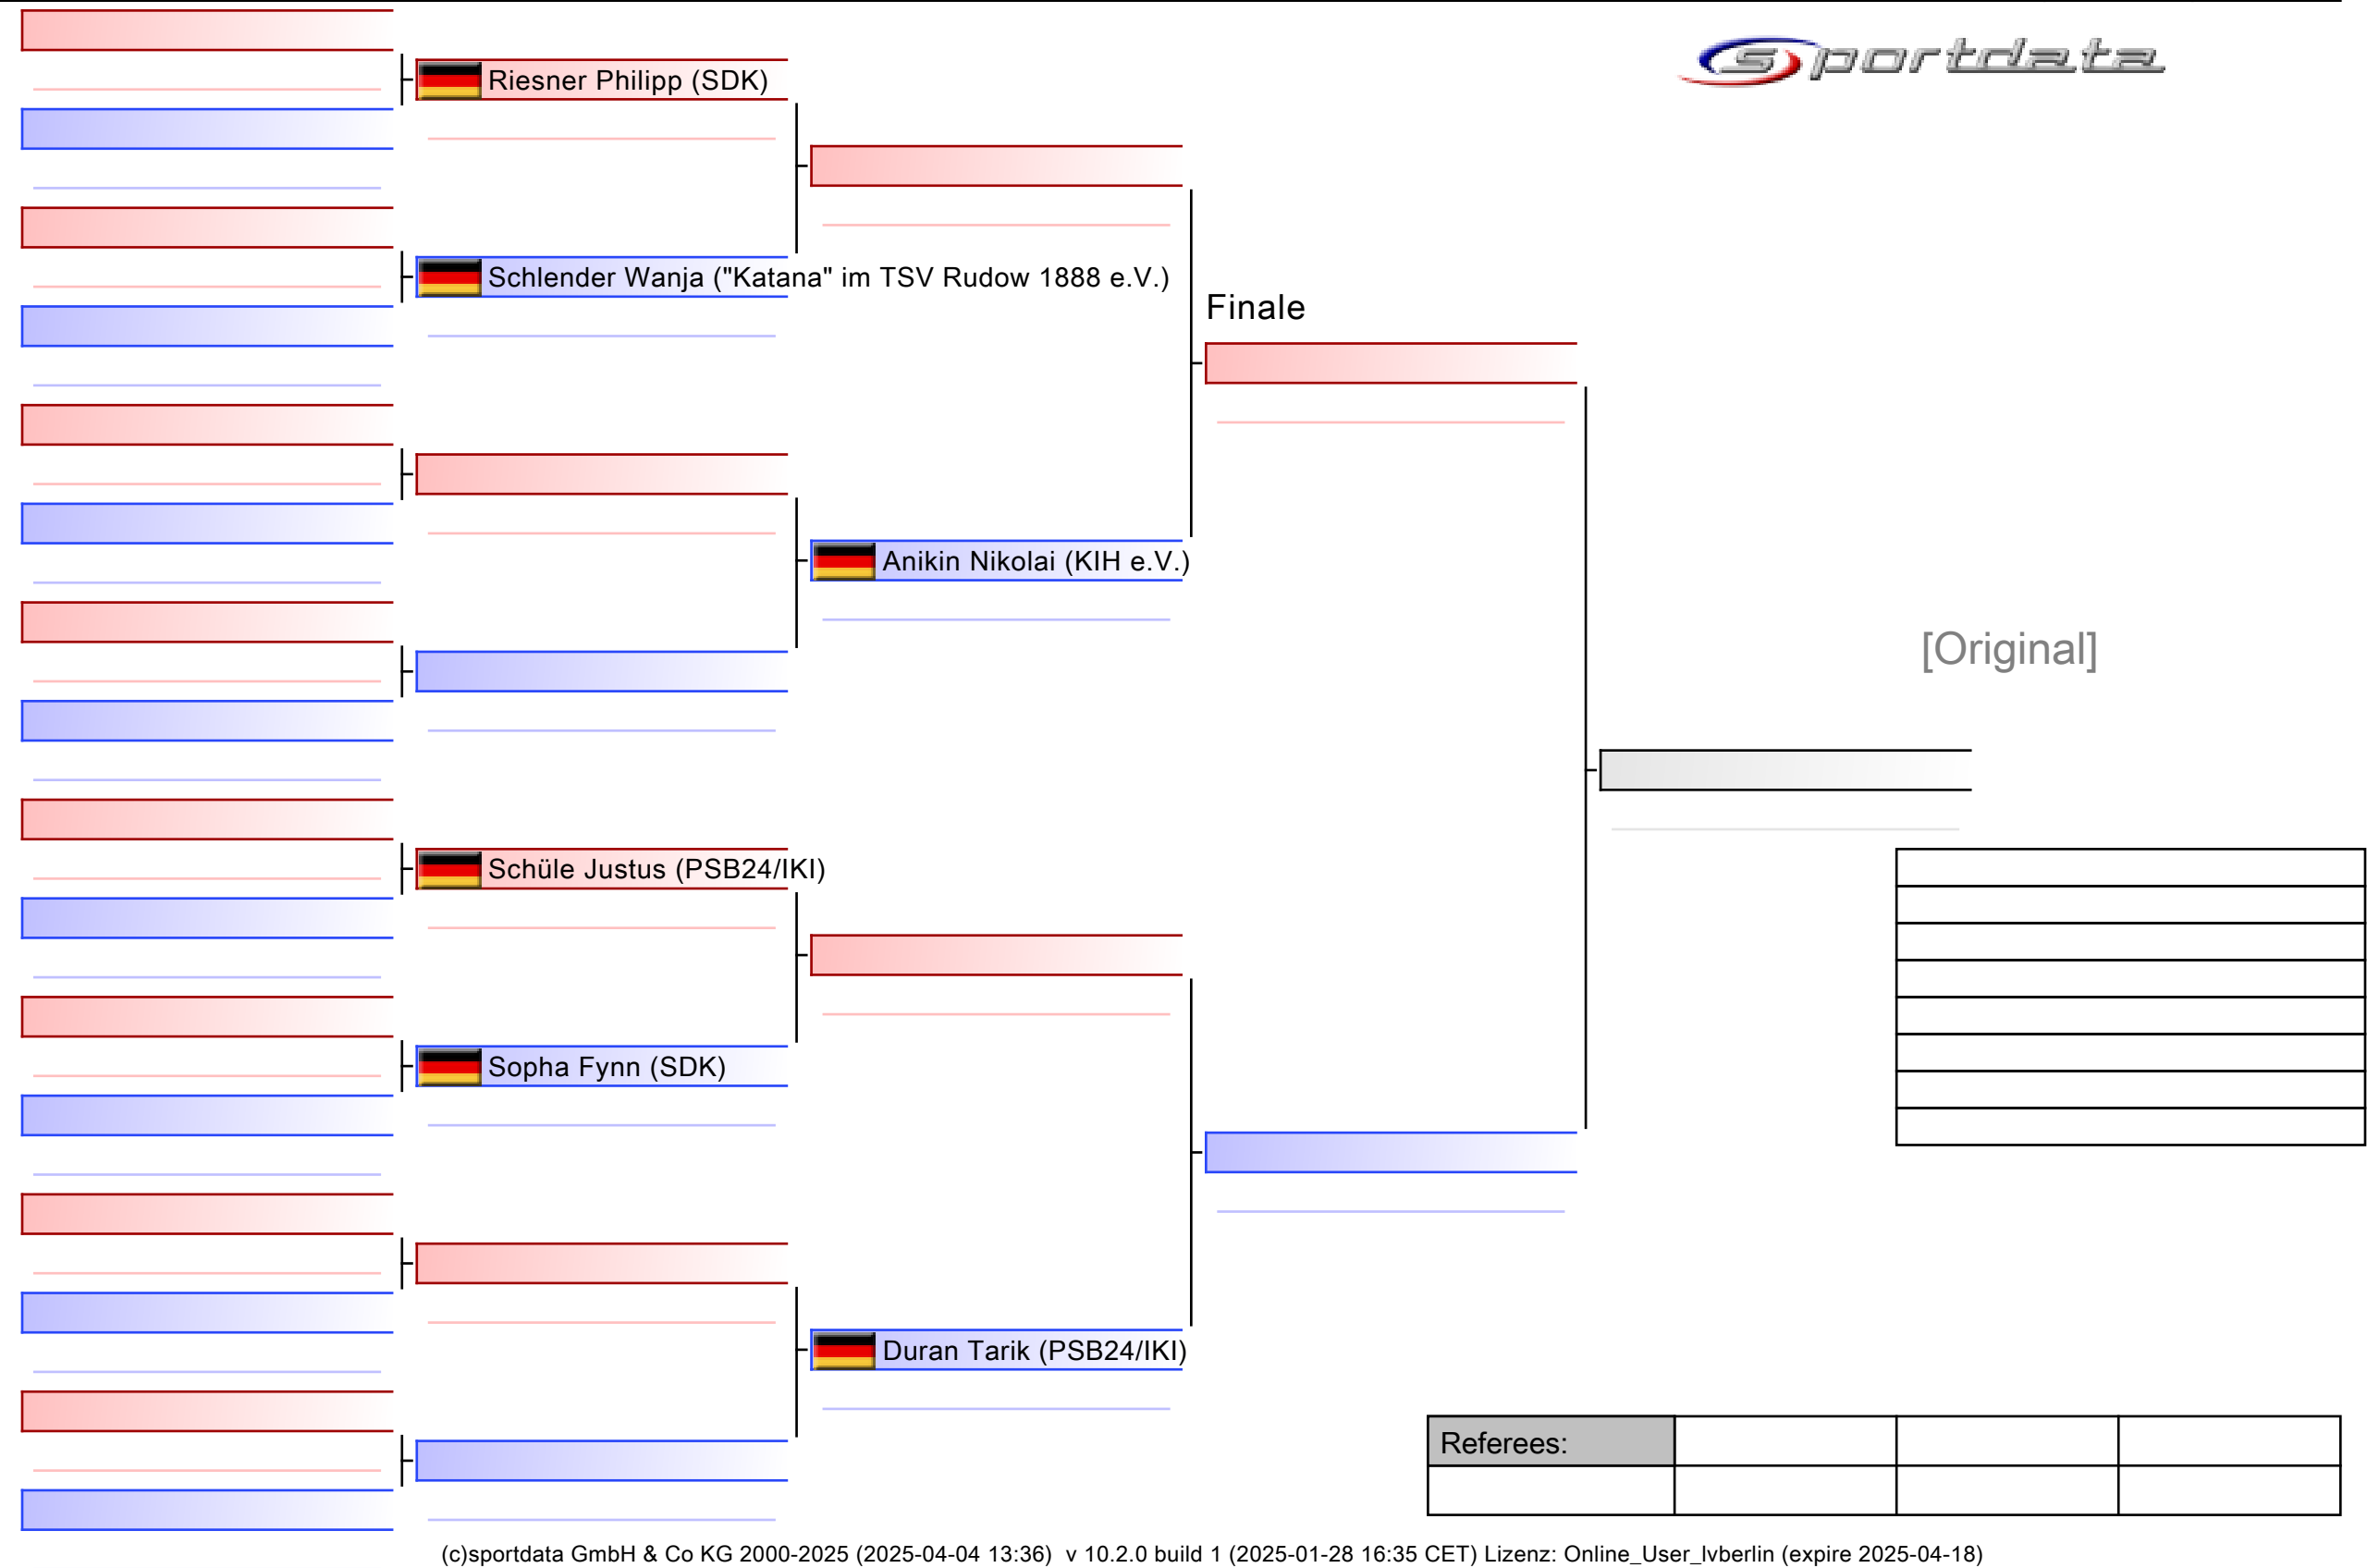 sportdata
Riesner Philipp (SDK)
Schlender Wanja ("Katana" im TSV Rudow 1888 e.V.)
Finale
Anikin Nikolai (KIH e.V.)
[Original]
Schüle Justus (PSB24/IKI)
Sopha Fynn (SDK)
Duran Tarik (PSB24/IKI)
Referees:
(c)sportdata GmbH & Co KG 2000-2025 (2025-04-04 13:36)  v 10.2.0 build 1 (2025-01-28 16:35 CET) Lizenz: Online_User_lvberlin (expire 2025-04-18)